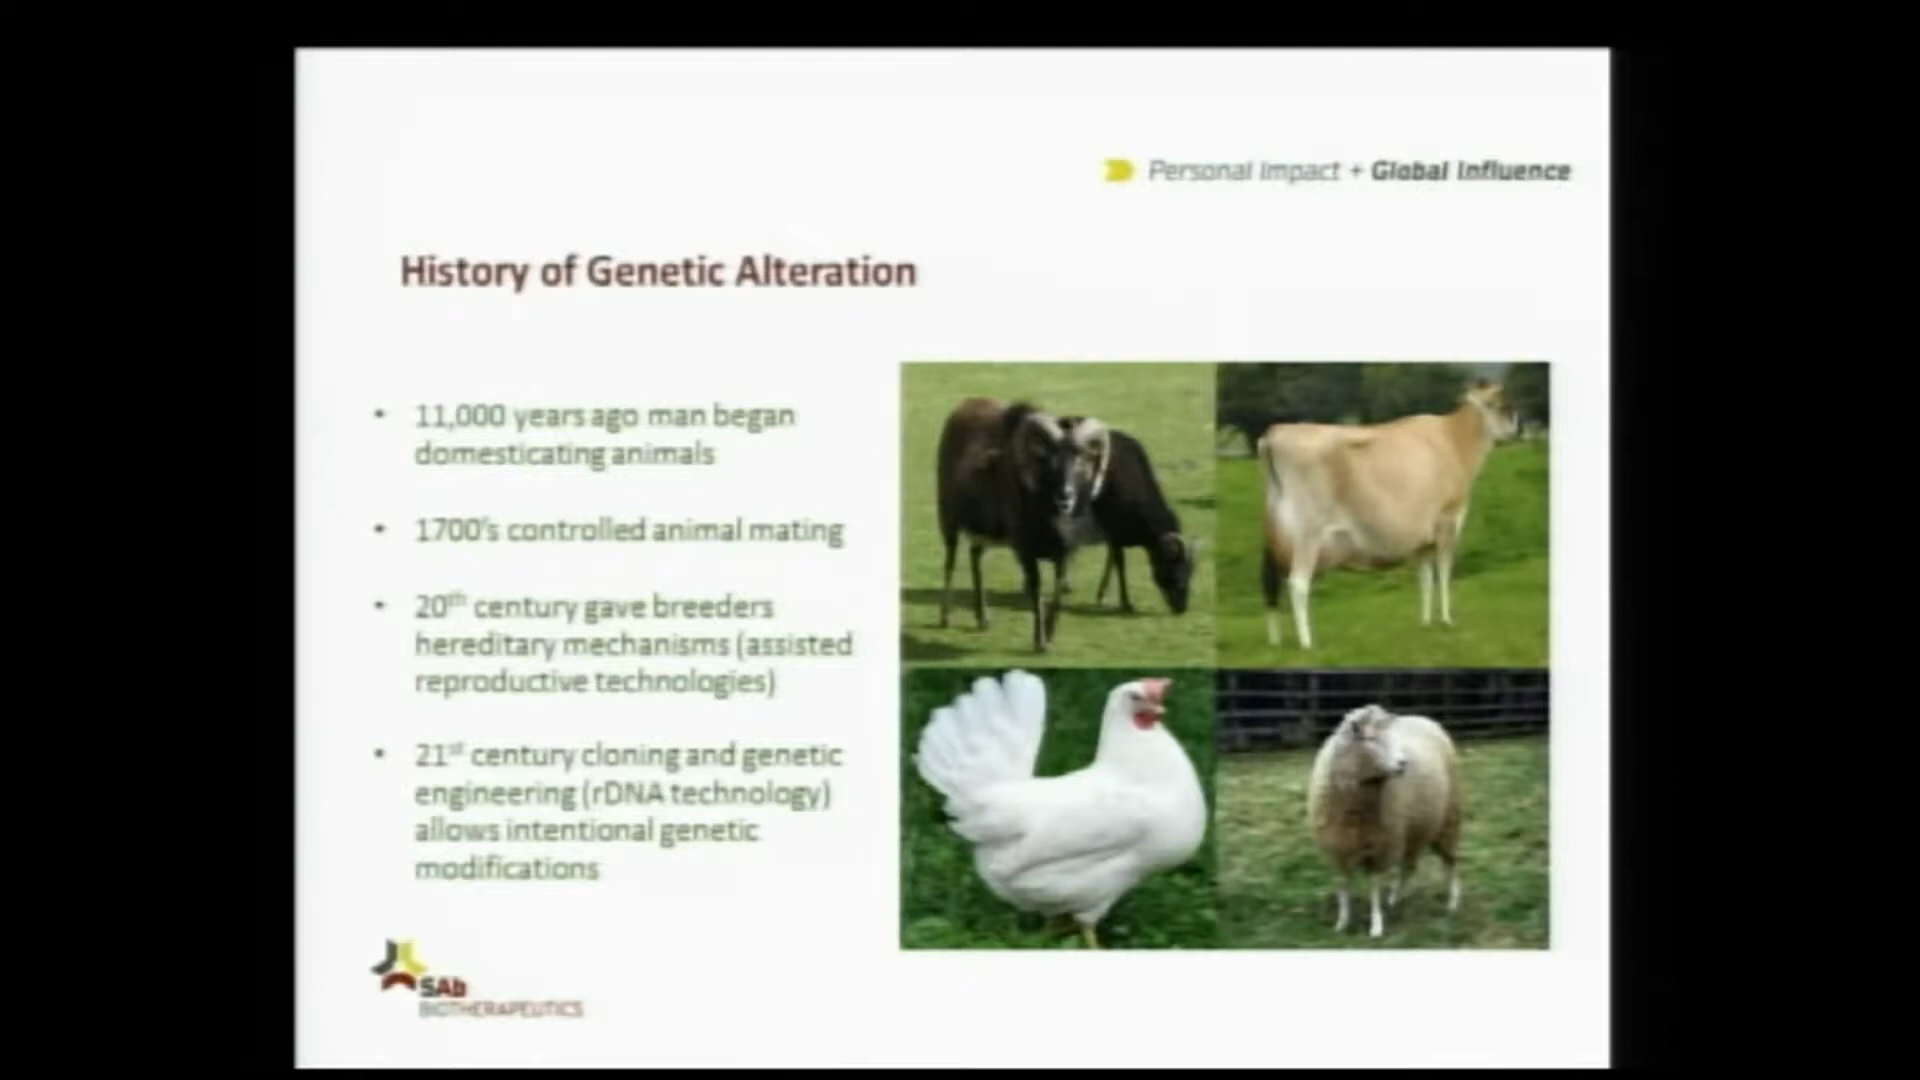 Personal Impact + Global Influence
History of Genetic Alteration
• 11,000 years ago man began
domesticating animals
• 1700's controlled animal mating
• 20th century gave breeders
hereditary mechanisms (assisted
reproductive technologies)
• 21st century cloning and genetic
engineering (rDNA technology)
allows intentional genetic
modifications
SAb
BIOTHERAPEUTICS